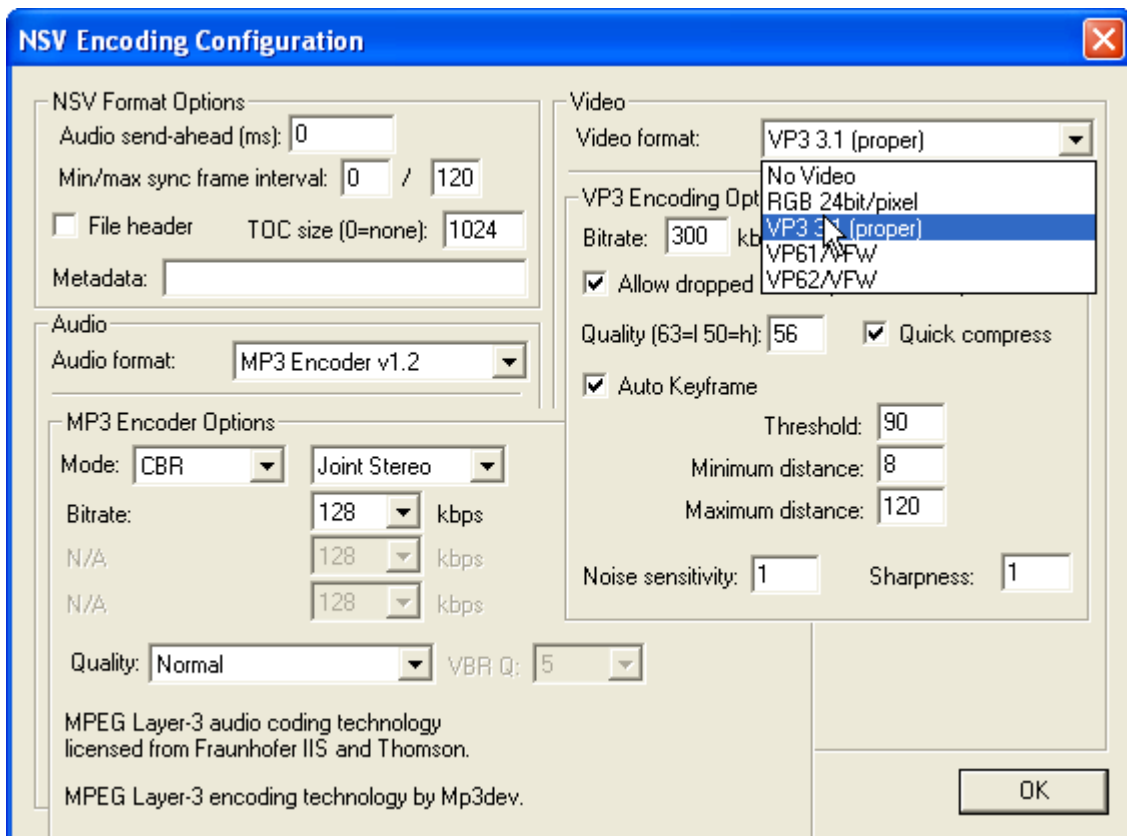 NSV Encoding Configuration
NSV Format Options
Audio send-ahead (ms): 0
Min/max sync frame interval: 0 / 120
File header TOC size (0=none): 1024
Metadata:
Audio
Audio format: MP3 Encoder v1.2
MP3 Encoder Options
Mode: CBR Joint Stereo
Bitrate: 128 kbps
N/A 128 kbps
N/A 128 kbps
Quality: Normal VBR Q: 5
MPEG Layer-3 audio coding technology
licensed from Fraunhofer IIS and Thomson.
MPEG Layer-3 encoding technology by Mp3dev.
Video
Video format: VP3 3.1 (proper)
No Video
RGB 24bit/pixel
VP3 3.1 (proper)
VP61/VFW
VP62/VFW
VP3 Encoding
Bitrate: 300
Allow dropped
Quality (63=l 50=h): 56 Quick compress
Auto Keyframe
Threshold: 90
Minimum distance: 8
Maximum distance: 120
Noise sensitivity: 1 Sharpness: 1
OK